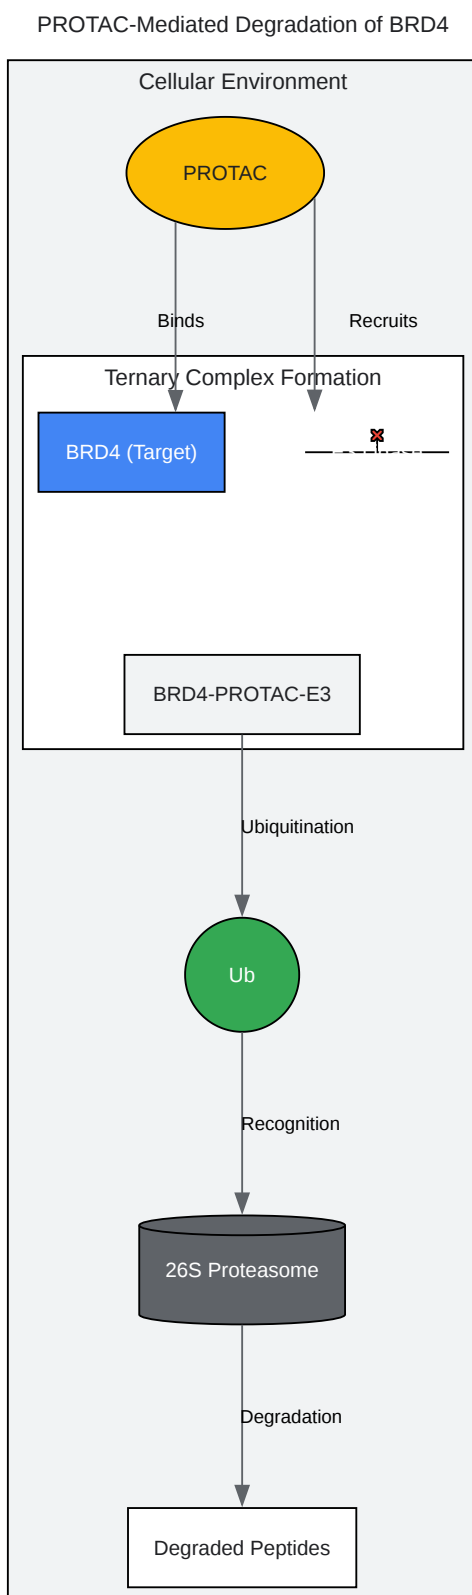 PROTAC-Mediated Degradation of BRD4
Cellular Environment
PROTAC
Binds
Recruits
Ternary Complex Formation
BRD4 (Target)
BRD4-PROTAC-E3
Ubiquitination
Ub
Recognition
26S Proteasome
Degradation
Degraded Peptides